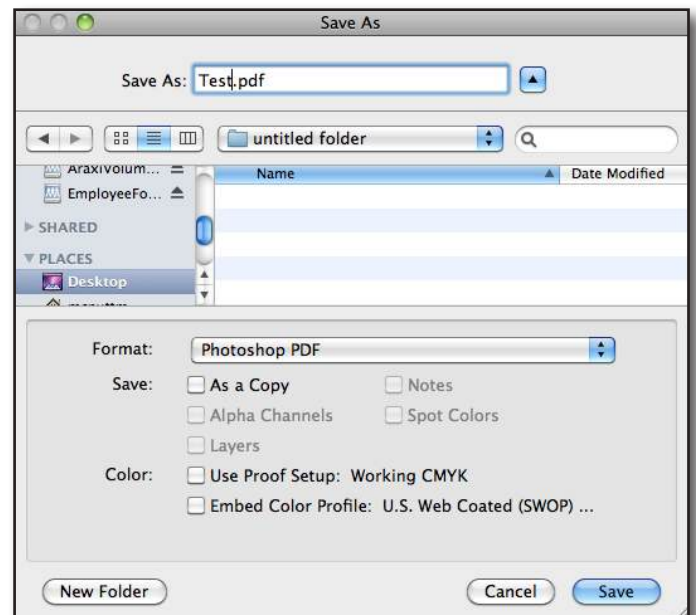 Save As
Save As: Test.pdf
untitled folder
AraxiVolum... Name Date Modified
EmployeeFo...
SHARED
PLACES
Desktop
Format: Photoshop PDF
Save: As a Copy Notes
Alpha Channels Spot Colors
Layers
Color: Use Proof Setup: Working CMYK
Embed Color Profile: U.S. Web Coated (SWOP) ...
New Folder Cancel Save